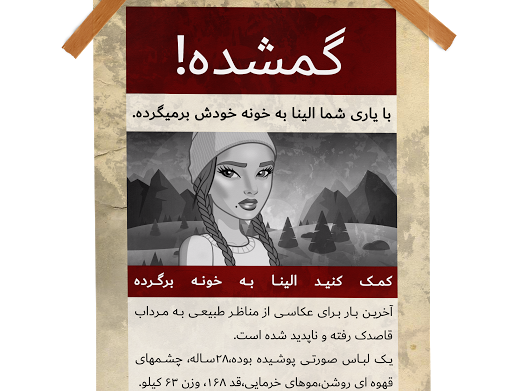 گمشده!
با یاری شما الینا به خونه خودش برمیگرده.
کمک کنید الینا به خونه برگرده
آخرین بار برای عکاسی از مناظر طبیعی به مرداب
قاصدک رفته و ناپدید شده است.
یک لباس صورتی پوشیده بوده،۲۸ساله، چشمهای
قهوه ای روشن،موهای خرمایی،قد ۱۶۸، وزن ۶۳ کیلو.